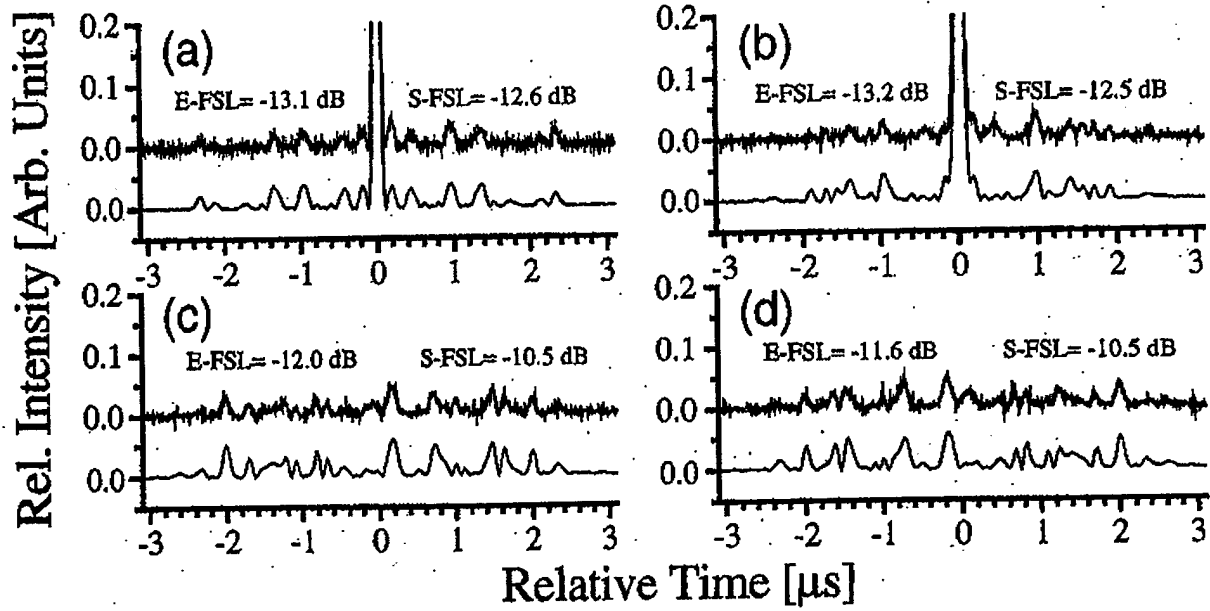 Rel. Intensity [Arb. Units]
0.2
0.1
0.0
0.0
(a)
E-FSL= -13.1 dB
S-FSL= -12.6 dB
-3 -2 -1 0 1 2 3
0.2
0.1
0.0
0.0
(b)
E-FSL= -13.2 dB
S-FSL= -12.5 dB
-3 -2 -1 0 1 2 3
0.2
0.1
0.0
0.0
(c)
E-FSL= -12.0 dB
S-FSL= -10.5 dB
-3 -2 -1 0 1 2 3
0.2
0.1
0.0
0.0
(d)
E-FSL= -11.6 dB
S-FSL= -10.5 dB
-3 -2 -1 0 1 2 3
Relative Time [μs]